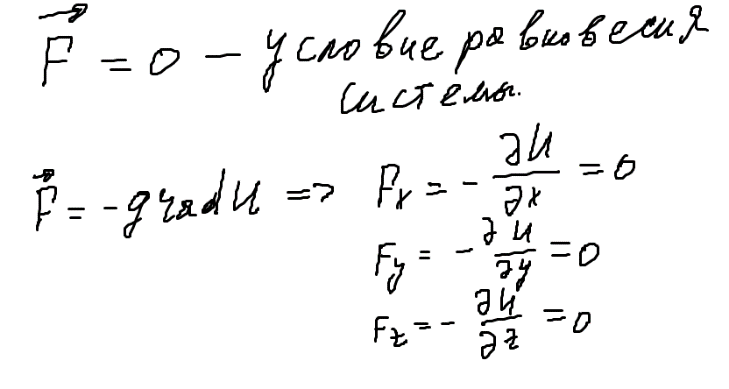 F⃗ = 0 – условие равновесия
системы.
F⃗ = -grad U => Fx = - ∂U/∂x = 0
Fy = - ∂U/∂y = 0
Fz = - ∂U/∂z = 0